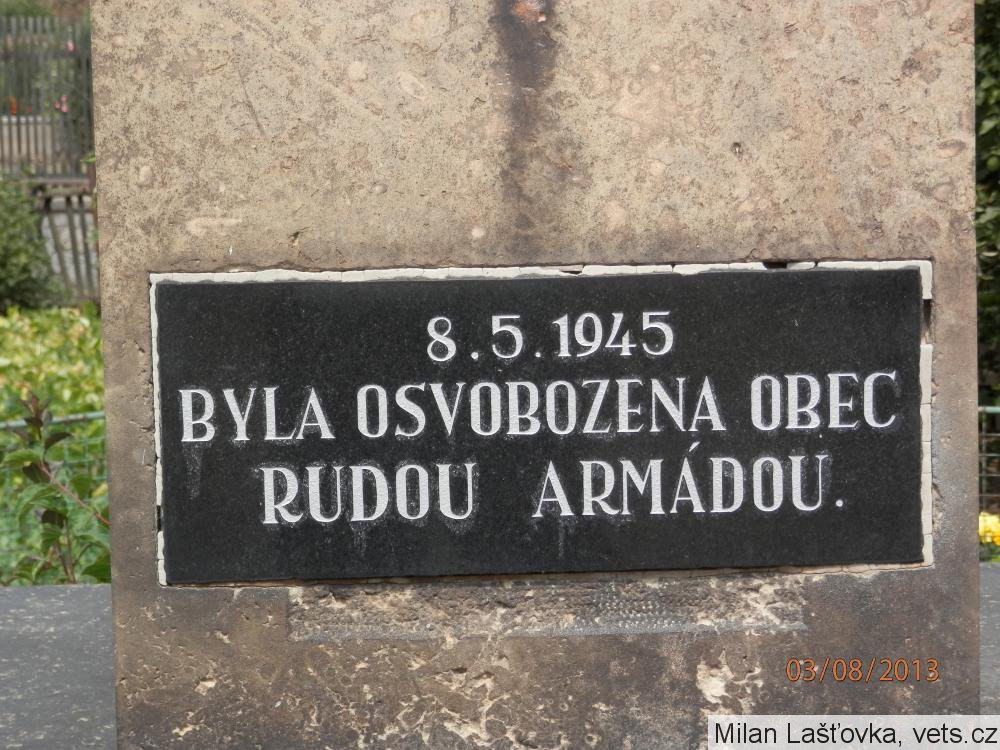 8.5.1945
BYLA OSVOBOZENA OBEC
RUDOU ARMÁDOU.
03/08/2013
Milan Lašťovka, vets.cz